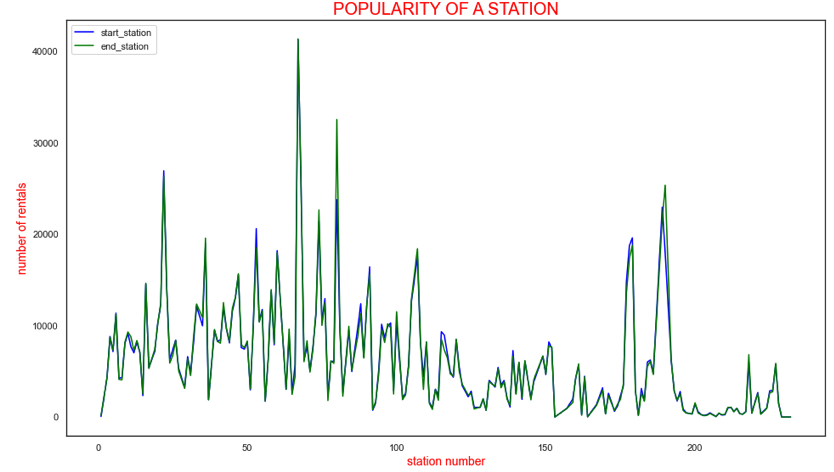 POPULARITY OF A STATION
start_station
end_station
40000
30000
20000
10000
0
number of rentals
0 50 100 150 200
station number